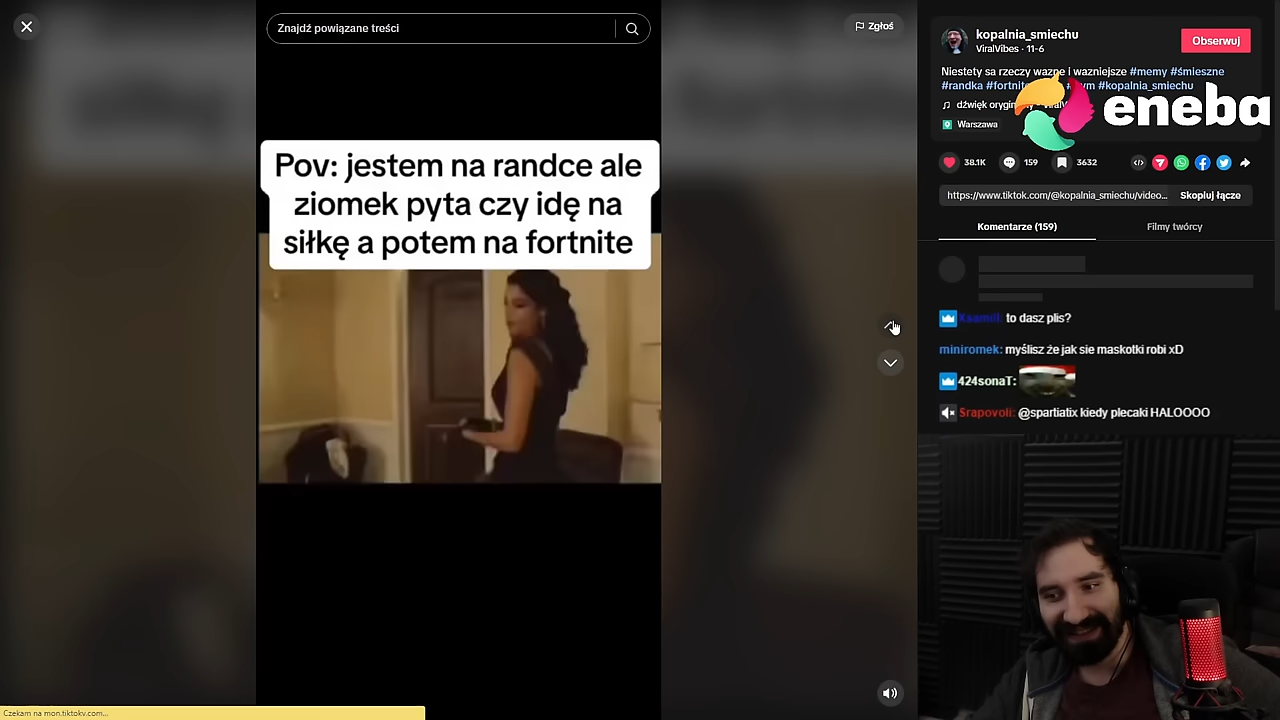 Znajdź powiązane treści
Zgłoś
Pov: jestem na randce ale
ziomek pyta czy idę na
siłkę a potem na fortnite
kopalnia_smiechu
ViralVibes · 11-6
Obserwuj
Niestety sa rzeczy wazne i wazniejsze #memy #śmieszne
#randka #kopalnia_smiechu
eneba
Warszawa
38.1K
159
3632
https://www.tiktok.com/@kopalnia_smiechu/video...
Skopiuj łącze
Komentarze (159)
Filmy twórcy
Xsamill: to dasz plis?
miniromek: myślisz że jak sie maskotki robi xD
424sonaT:
Srapovoli: @spartiatix kiedy plecaki HALOOOO
Czekam na mon.tiktokv.com...